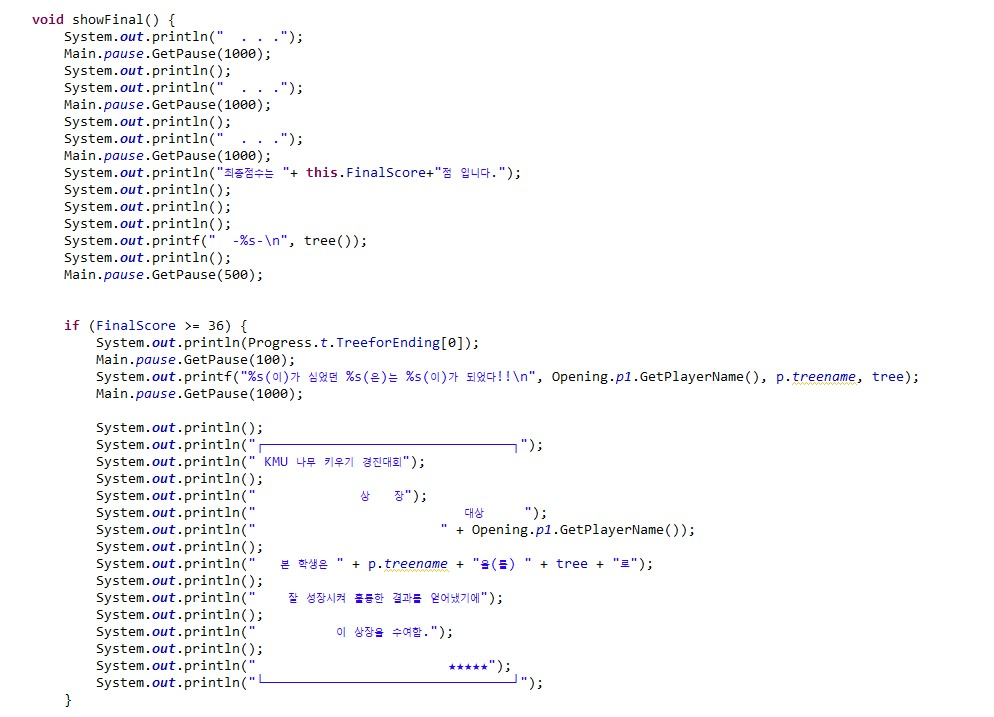 void showFinal() {
System.out.println("  . . .");
Main.pause.GetPause(1000);
System.out.println();
System.out.println("  . . .");
Main.pause.GetPause(1000);
System.out.println();
System.out.println("  . . .");
Main.pause.GetPause(1000);
System.out.println("최종점수는 "+ this.FinalScore+"점 입니다.");
System.out.println();
System.out.println();
System.out.println();
System.out.printf("  -%s-\n", tree());
System.out.println();
Main.pause.GetPause(500);
if (FinalScore >= 36) {
System.out.println(Progress.t.TreeforEnding[0]);
Main.pause.GetPause(100);
System.out.printf("%s(이)가 심었던 %s(은)는 %s(이)가 되었다!!\n", Opening.p1.GetPlayerName(), p.treename, tree);
Main.pause.GetPause(1000);
System.out.println();
System.out.println("┌────────────────────────────────┐");
System.out.println(" KMU 나무 키우기 경진대회");
System.out.println();
System.out.println("             상   장");
System.out.println("                          대상     ");
System.out.println("                       " + Opening.p1.GetPlayerName());
System.out.println();
System.out.println("   본 학생은 " + p.treename + "을(를) " + tree + "로");
System.out.println();
System.out.println("    잘 성장시켜 훌륭한 결과를 얻어냈기에");
System.out.println();
System.out.println("          이 상장을 수여함.");
System.out.println();
System.out.println("                        ★★★★★");
System.out.println("└────────────────────────────────┘");
}